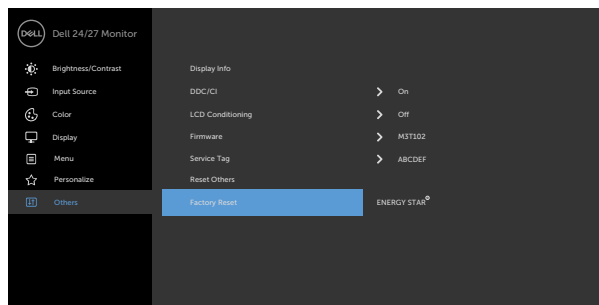 DELL Dell 24/27 Monitor
Brightness/Contrast Display Info
Input Source DDC/CI On
Color LCD Conditioning Off
Display Firmware M3T102
Menu Service Tag ABCDEF
Personalize Reset Others
Others Factory Reset ENERGY STAR